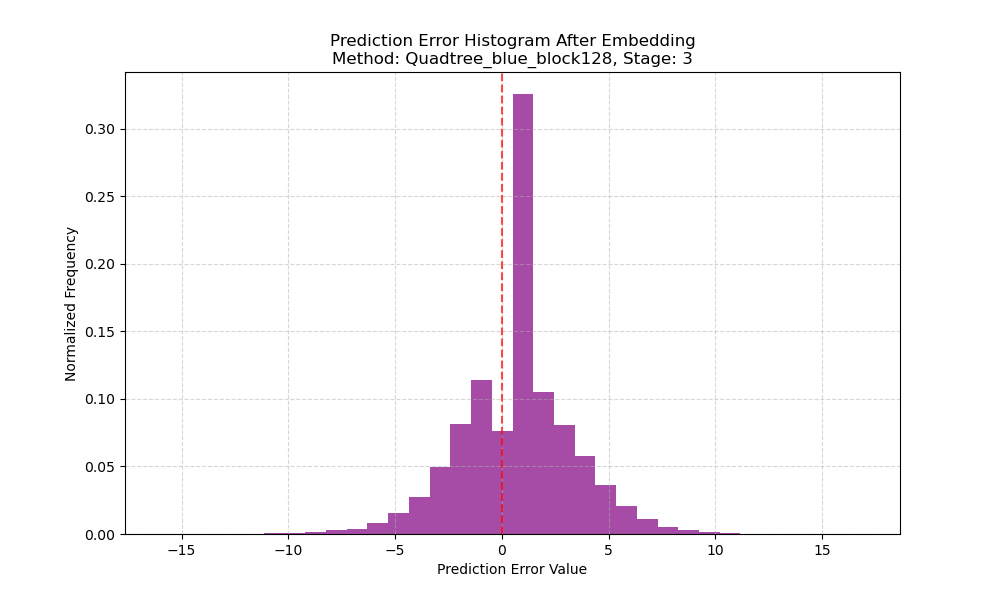 Prediction Error Histogram After Embedding
Method: Quadtree_blue_block128, Stage: 3
Normalized Frequency
0.30
0.25
0.20
0.15
0.10
0.05
0.00
−15 −10 −5 0 5 10 15
Prediction Error Value